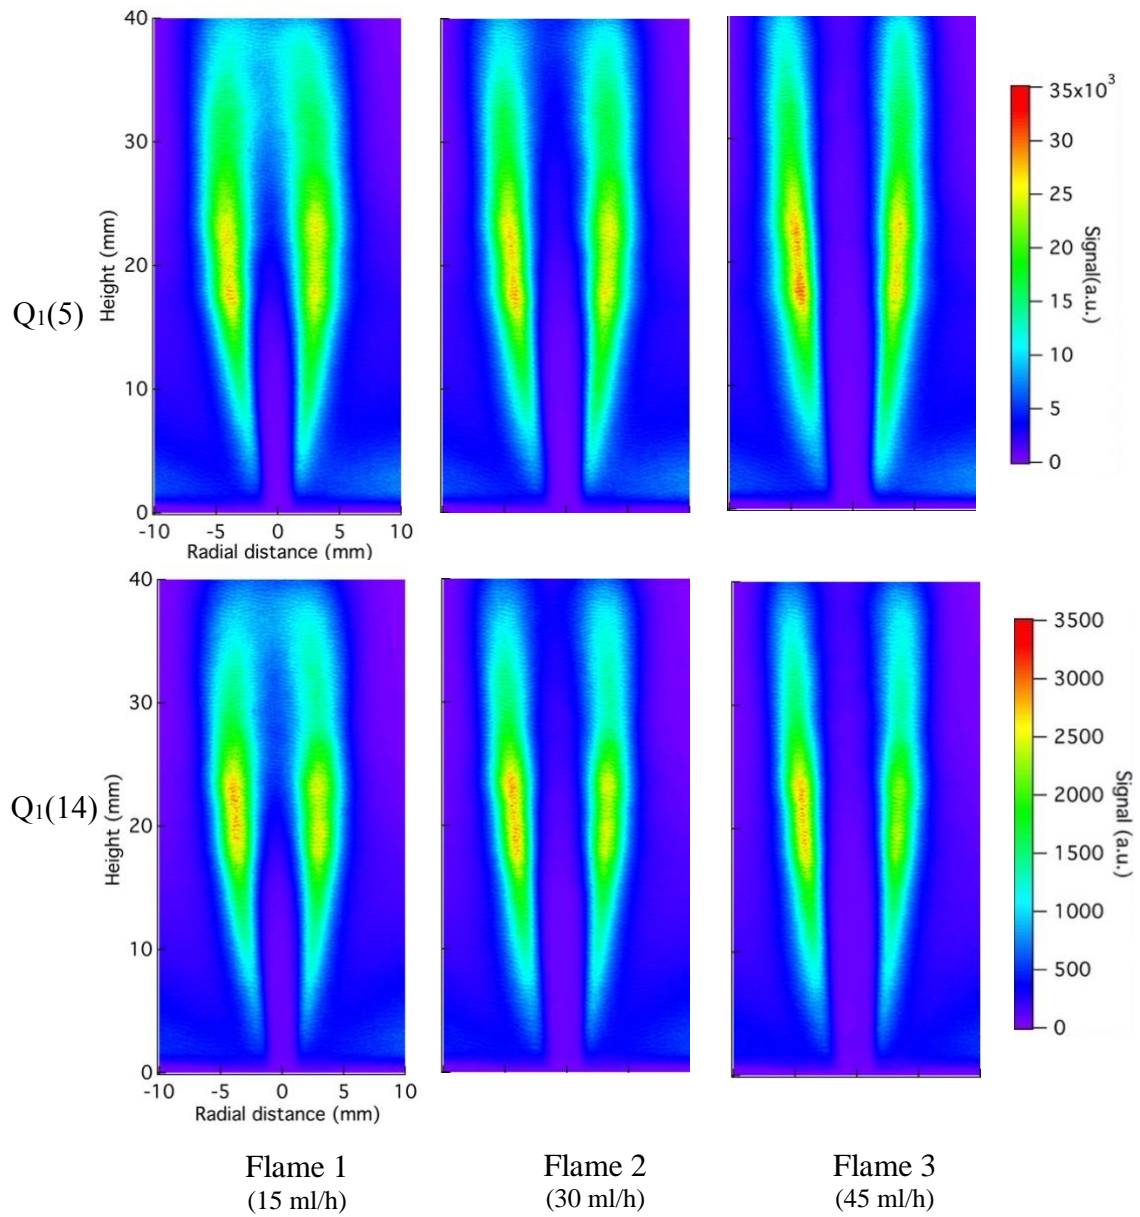 40
30
20
10
0
Height (mm)
Q1(5)
-10 -5 0 5 10
Radial distance (mm)
35x10³
30
25
20
15
10
5
0
Signal(a.u.)
40
30
20
10
0
Height (mm)
Q1(14)
-10 -5 0 5 10
Radial distance (mm)
3500
3000
2500
2000
1500
1000
500
0
Signal (a.u.)
Flame 1
(15 ml/h)
Flame 2
(30 ml/h)
Flame 3
(45 ml/h)